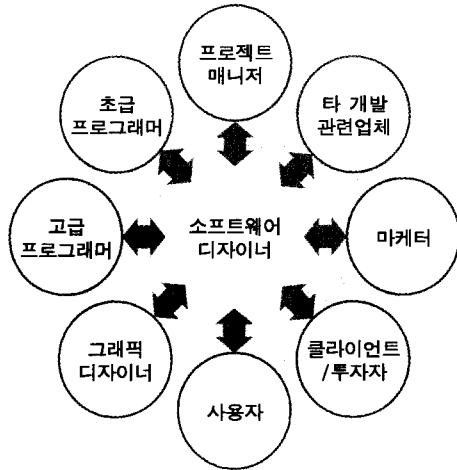 프로젝트
매니저
초급
프로그래머
타 개발
관련업체
고급
프로그래머
소프트웨어
디자이너
마케터
그래픽
디자이너
클라이언트
/투자자
사용자